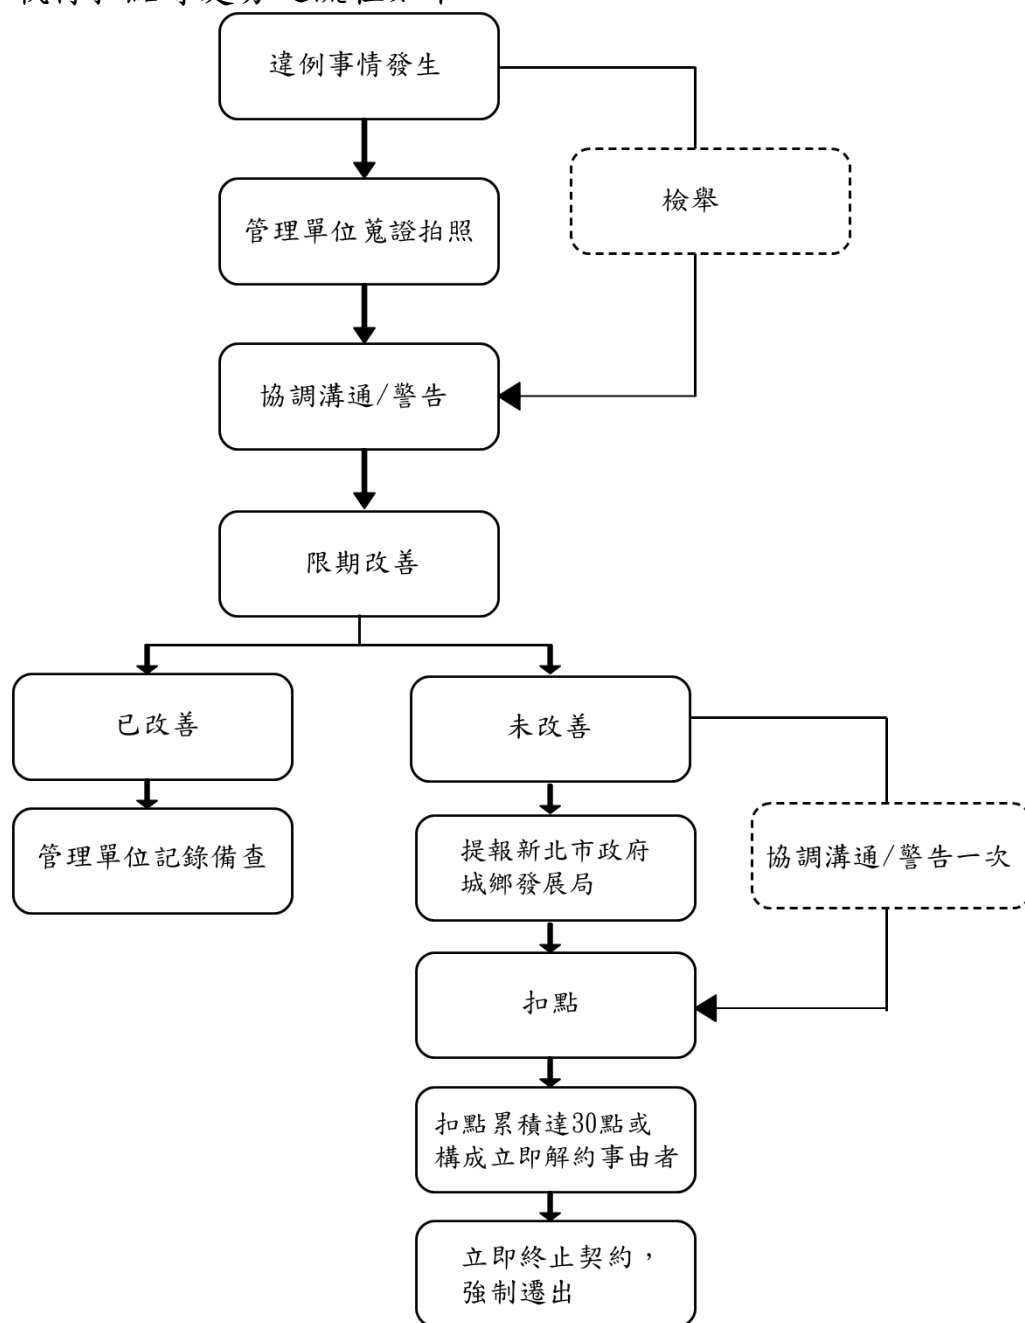 違例事情發生
檢舉
管理單位蒐證拍照
協調溝通/警告
限期改善
已改善
未改善
管理單位記錄備查
提報新北市政府
城鄉發展局
協調溝通/警告一次
扣點
扣點累積達30點或
構成立即解約事由者
立即終止契約，
強制遷出